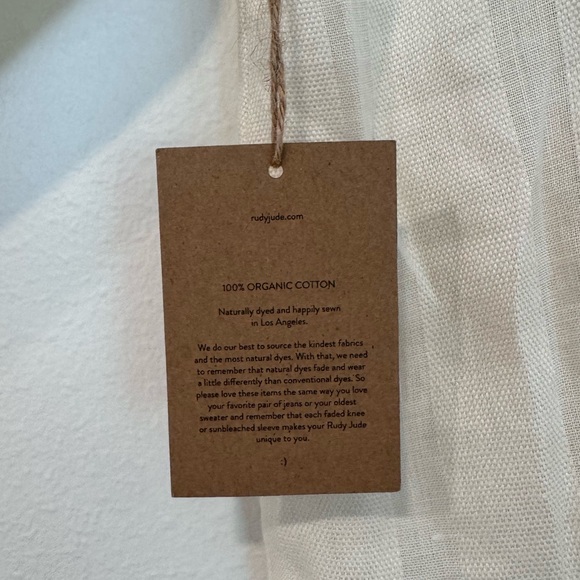 rudyjude.com
100% ORGANIC COTTON
Naturally dyed and happily sewn
in Los Angeles.
We do our best to source the kindest fabrics
and the most natural dyes. With that, we need
to remember that natural dyes fade and wear
a little differently than conventional dyes. So
please love these items the same way you love
your favorite pair of jeans or your oldest
sweater and remember that each faded knee
or sunbleached sleeve makes your Rudy Jude
unique to you.
:)